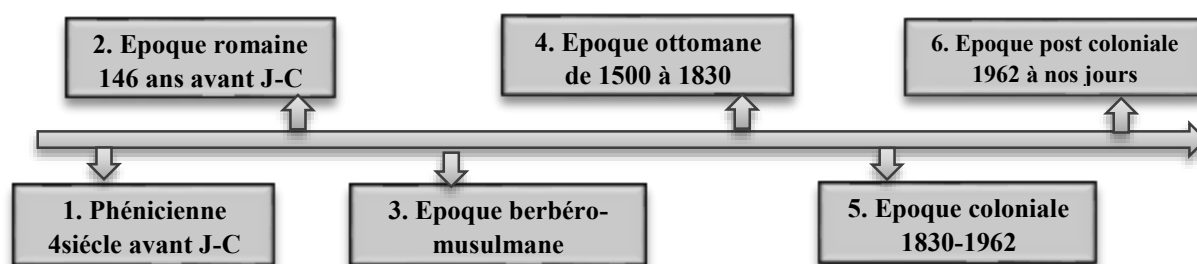 2. Epoque romaine
146 ans avant J-C
4. Epoque ottomane
de 1500 à 1830
6. Epoque post coloniale
1962 à nos jours
1. Phénicienne
4siécle avant J-C
3. Epoque berbéro-
musulmane
5. Epoque coloniale
1830-1962